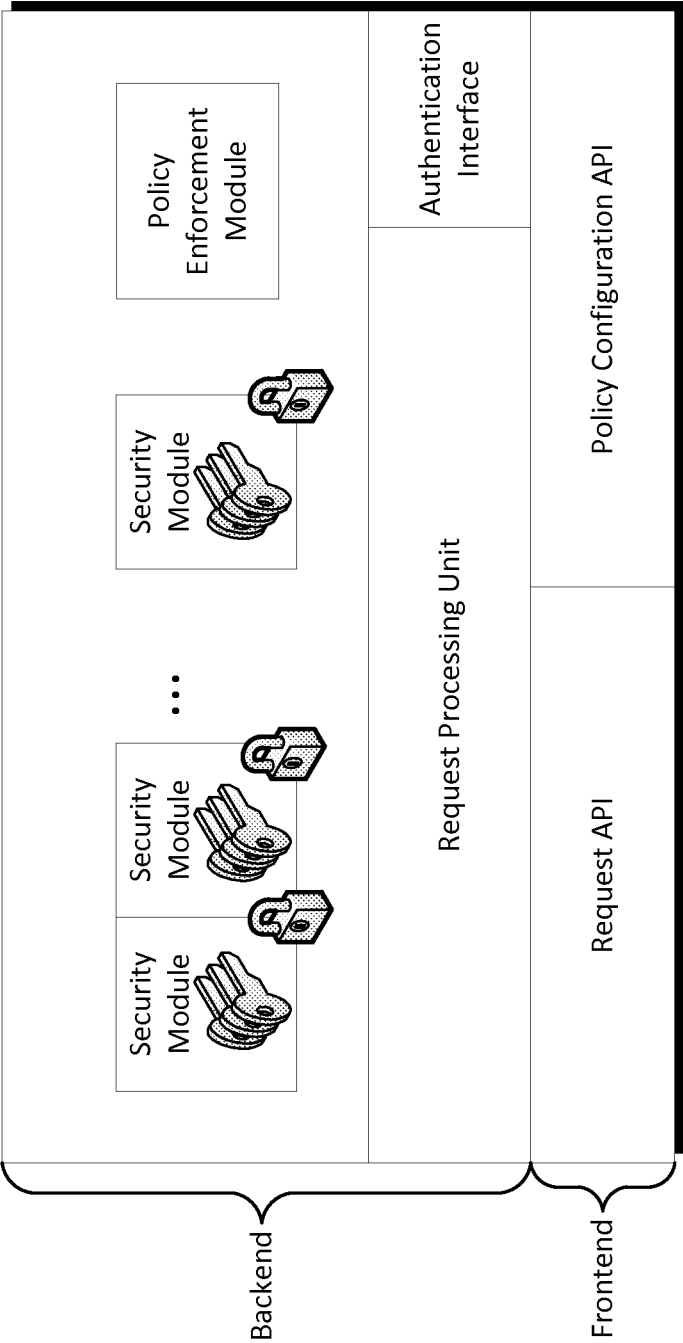 Backend
Security
Module
Security
Module
...
Security
Module
Policy
Enforcement
Module
Request Processing Unit
Authentication
Interface
Frontend
Request API
Policy Configuration API